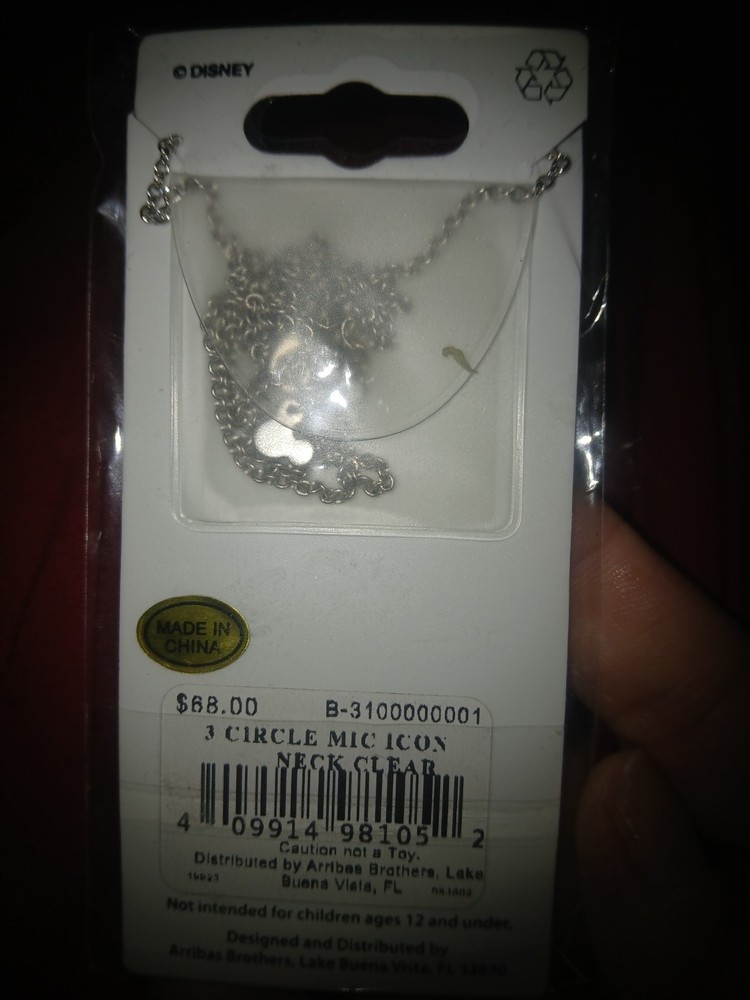 © DISNEY
MADE IN
CHINA
$68.00 B-3100000001
3 CIRCLE MIC ICON
NECK CLEAR
4 09914 98105 2
Caution not a Toy.
Distributed by Arribas Brothers, Lake
Buena Vista, FL
Not intended for children ages 12 and under.
Designed and Distributed by
Arribas Brothers, Lake Buena Vista, FL